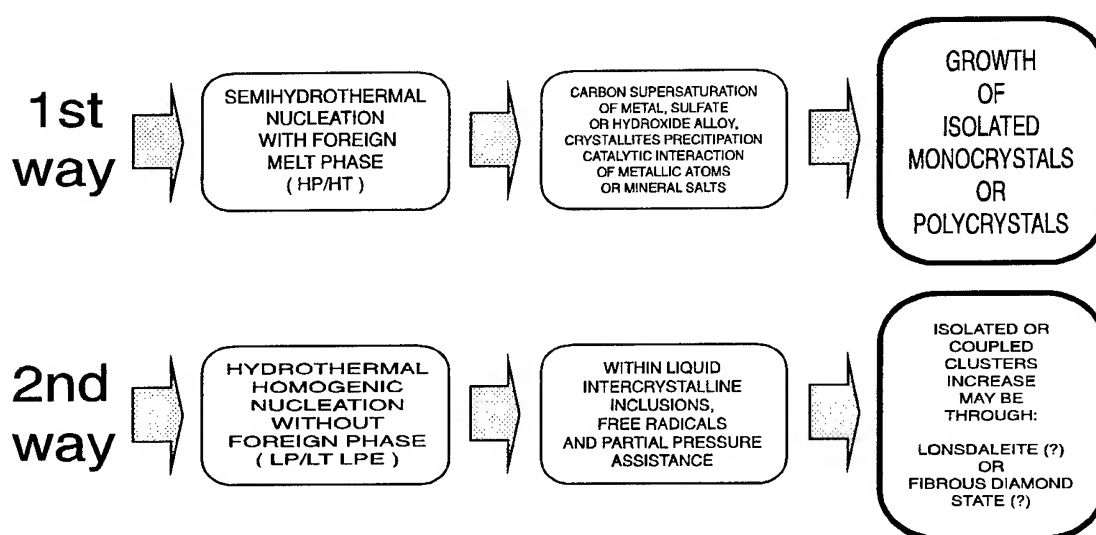 1st
way
SEMIHYDROTHERMAL
NUCLEATION
WITH FOREIGN
MELT PHASE
( HP/HT )
CARBON SUPERSATURATION
OF METAL, SULFATE
OR HYDROXIDE ALLOY,
CRYSTALLITES PRECITIPATION
CATALYTIC INTERACTION
OF METALLIC ATOMS
OR MINERAL SALTS
GROWTH
OF
ISOLATED
MONOCRYSTALS
OR
POLYCRYSTALS
2nd
way
HYDROTHERMAL
HOMOGENIC
NUCLEATION
WITHOUT
FOREIGN PHASE
( LP/LT LPE )
WITHIN LIQUID
INTERCRYSTALLINE
INCLUSIONS,
FREE RADICALS
AND PARTIAL PRESSURE
ASSISTANCE
ISOLATED OR
COUPLED
CLUSTERS
INCREASE
MAY BE
THROUGH:
LONSDALEITE (?)
OR
FIBROUS DIAMOND
STATE (?)